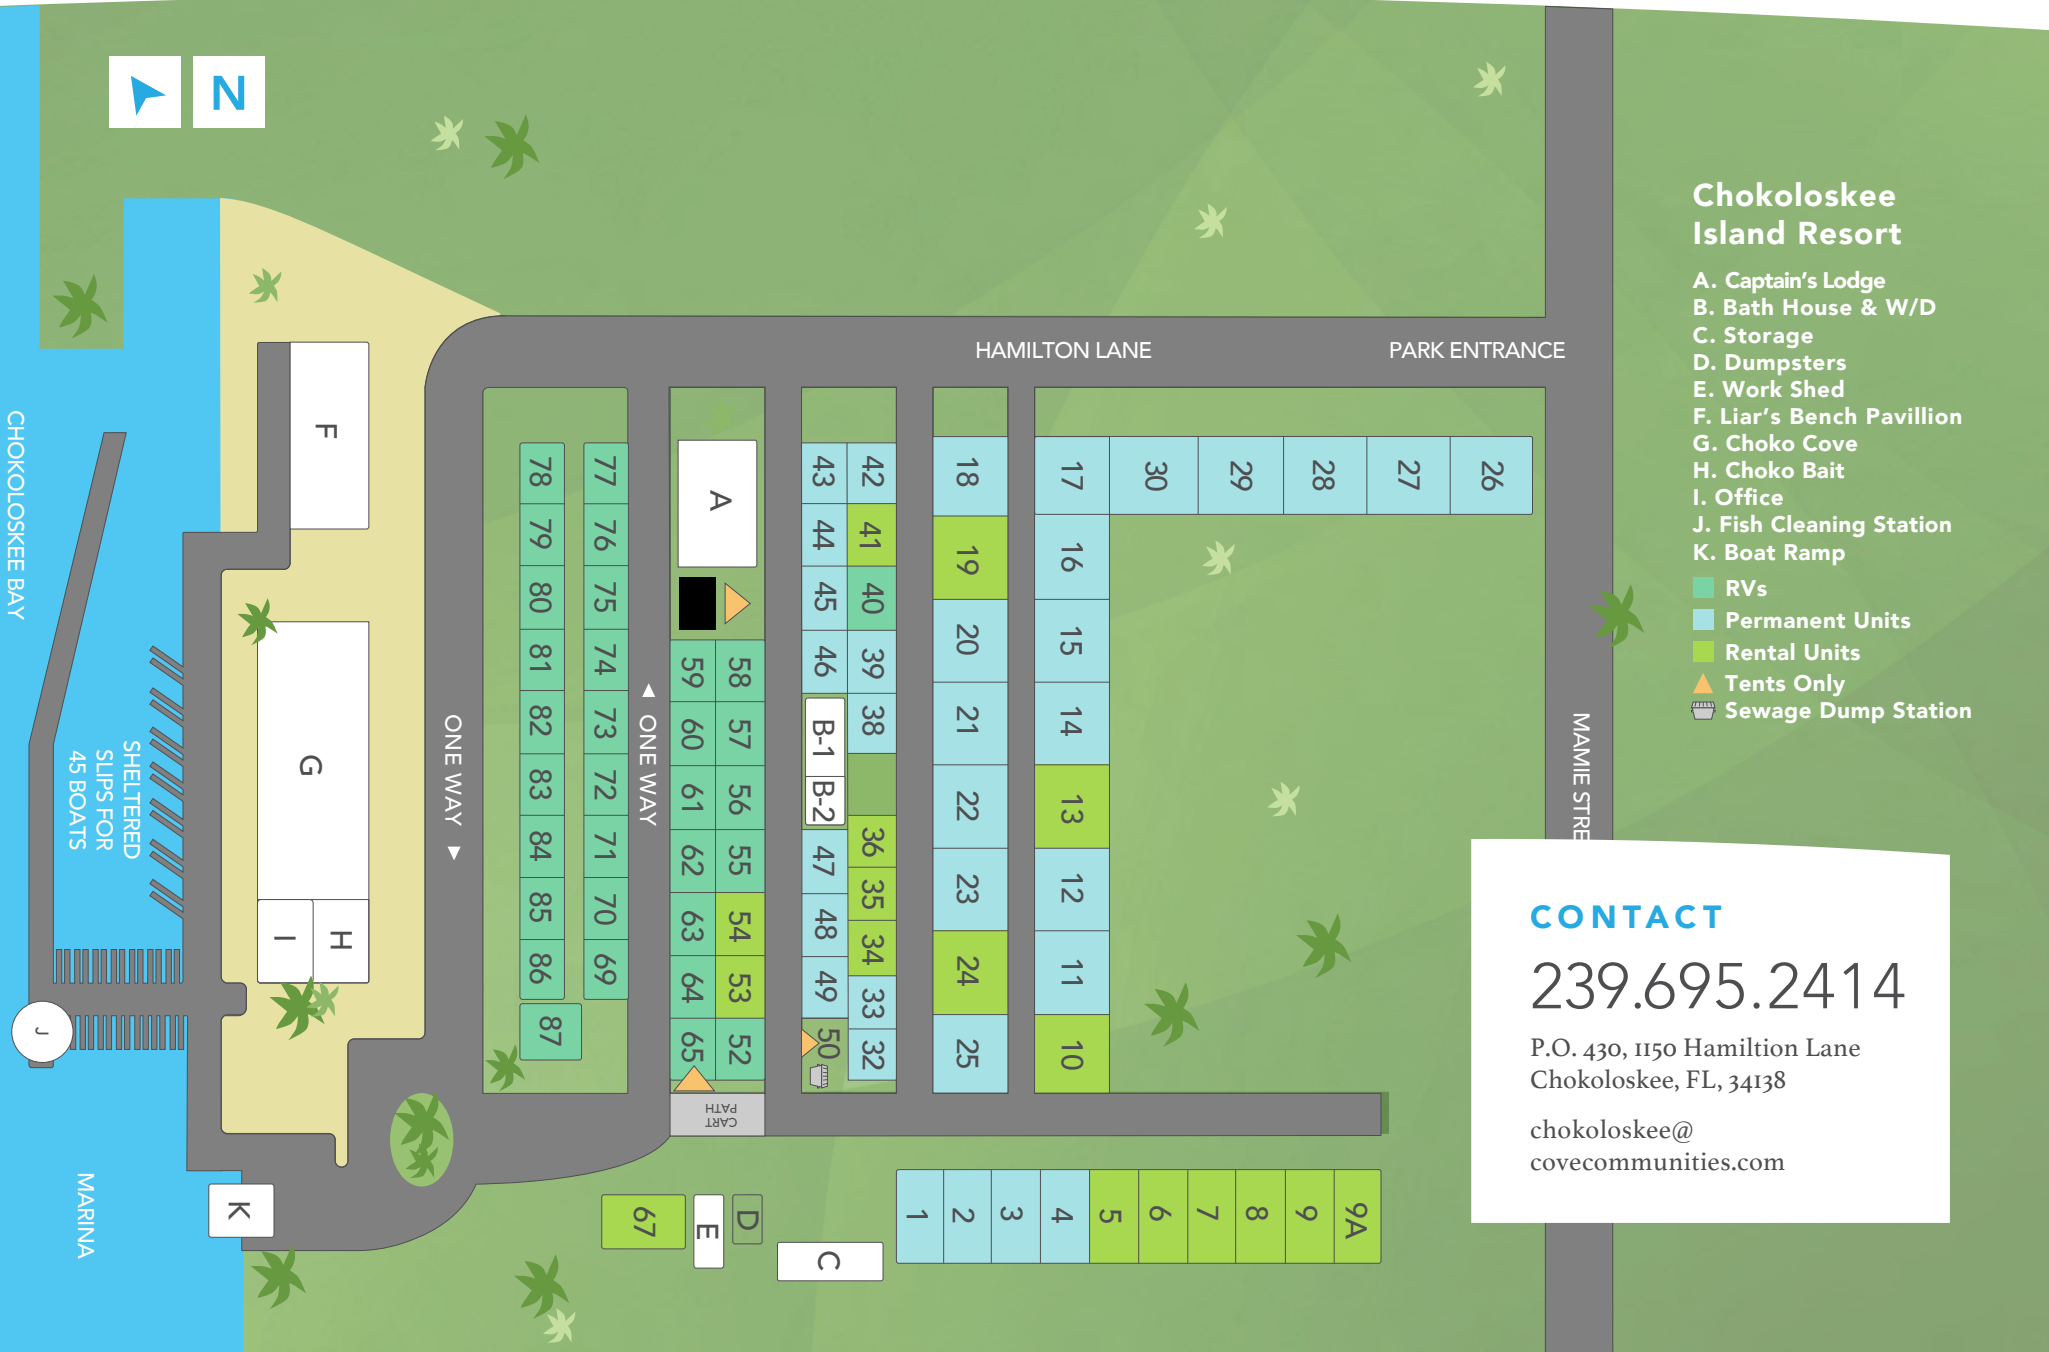 N
Chokoloskee
Island Resort
A. Captain's Lodge
B. Bath House & W/D
C. Storage
D. Dumpsters
E. Work Shed
F. Liar's Bench Pavillion
G. Choko Cove
H. Choko Bait
I. Office
J. Fish Cleaning Station
K. Boat Ramp
RVs
Permanent Units
Rental Units
Tents Only
Sewage Dump Station
HAMILTON LANE
PARK ENTRANCE
MAMIE STRE
CHOKOLOSKEE BAY
SHELTERED
SLIPS FOR
45 BOATS
MARINA
ONE WAY
ONE WAY
CART
PATH
F
G
I
H
J
K
A
B-1
B-2
C
D
E
78
79
80
81
82
83
84
85
86
87
77
76
75
74
73
72
71
70
69
59
60
61
62
63
64
65
58
57
56
55
54
53
52
43
44
45
46
47
48
49
50
42
41
40
39
38
36
35
34
33
32
18
19
20
21
22
23
24
25
17
16
15
14
13
12
11
10
30
29
28
27
26
67
1
2
3
4
5
6
7
8
9
9A
CONTACT
239.695.2414
P.O. 430, 1150 Hamiltion Lane
Chokoloskee, FL, 34138
chokoloskee@
covecommunities.com